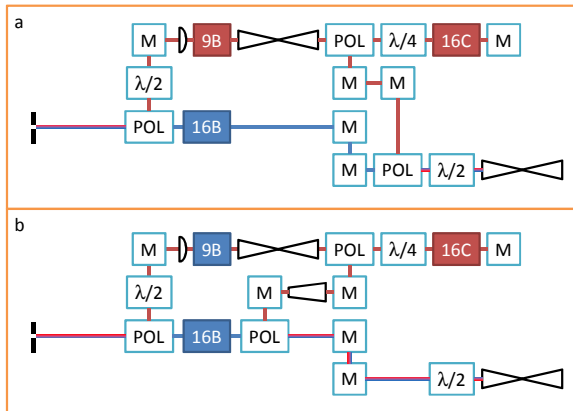 a
M 9B POL λ/4 16C M
λ/2 M M
POL 16B M
M POL λ/2
b
M 9B POL λ/4 16C M
λ/2 M M
POL 16B POL M
M λ/2